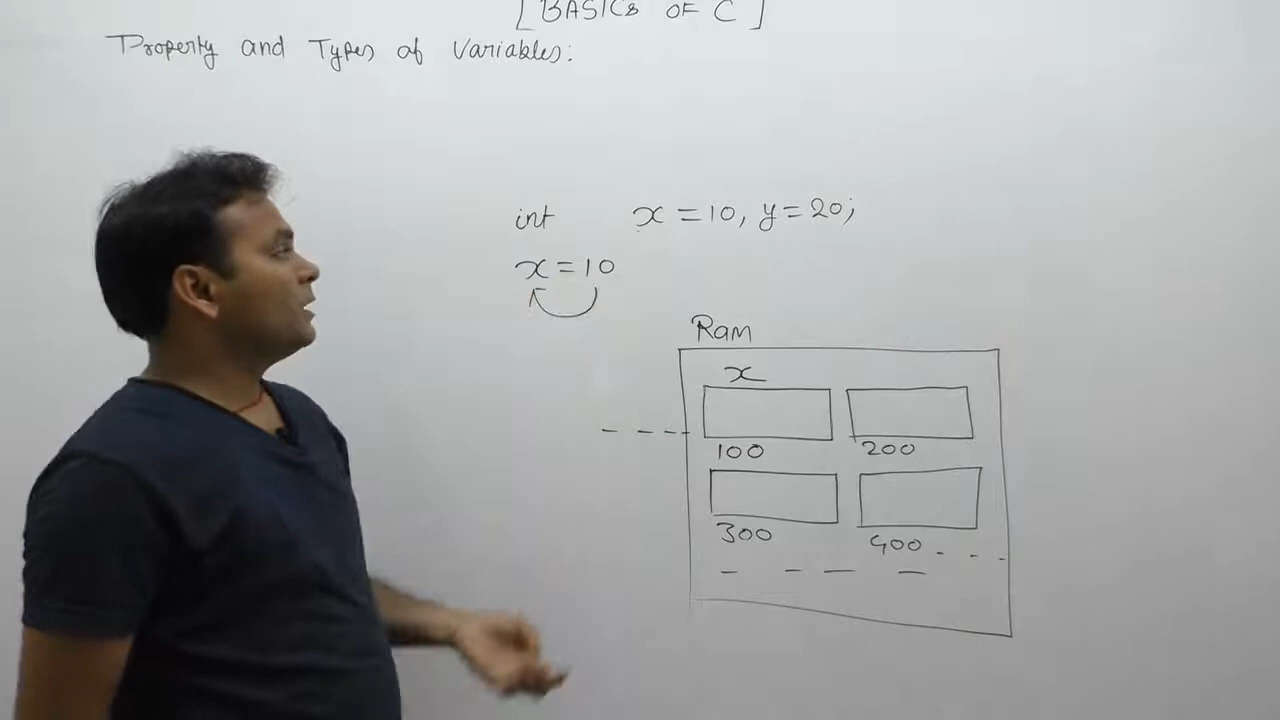 [BASICS OF C]
Property and Types of Variables:
int x = 10, y = 20;
x = 10
Ram
x
100 200
300 400